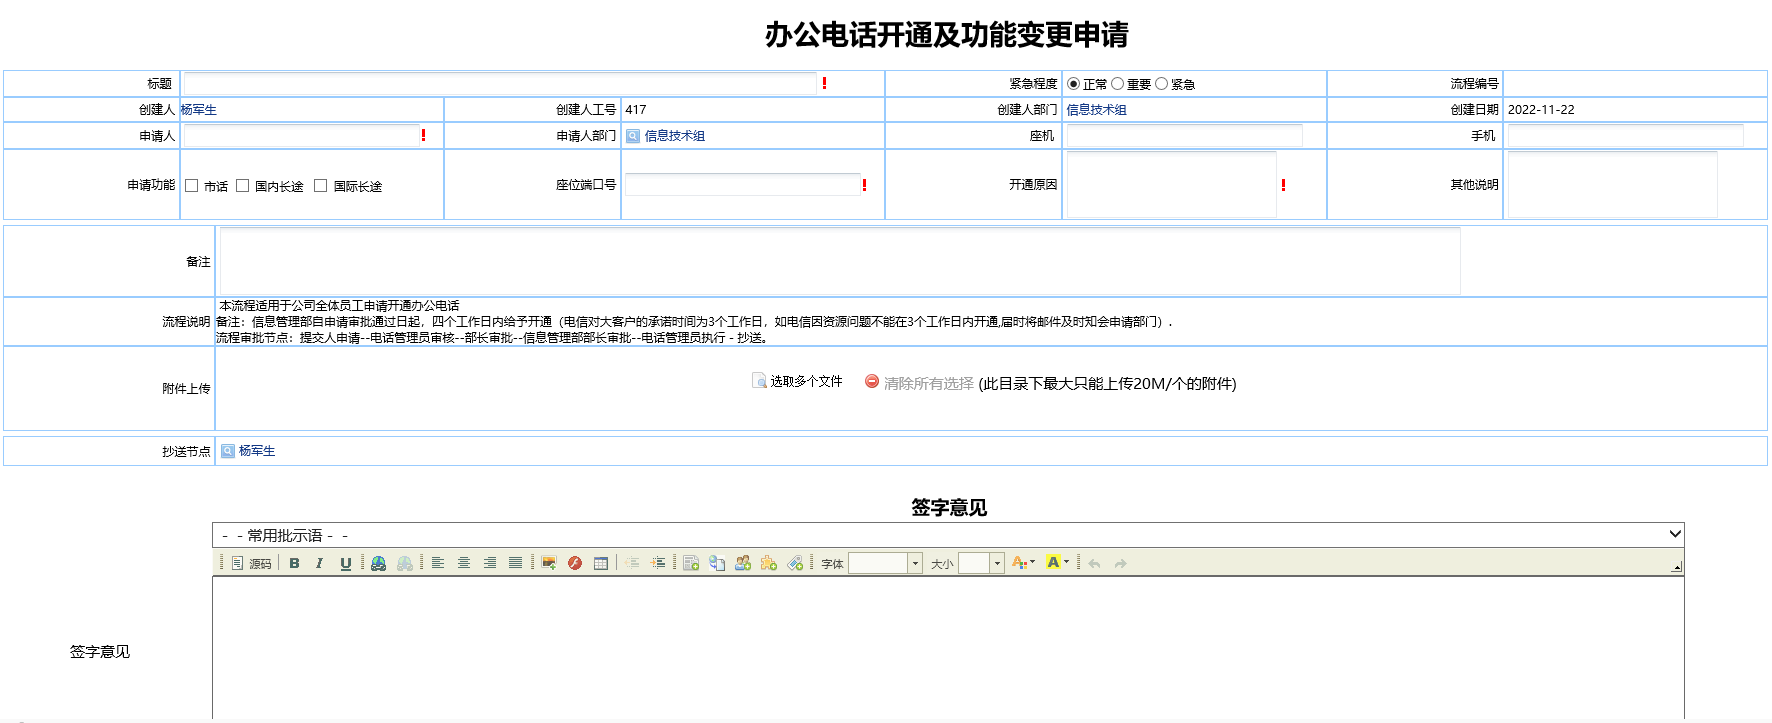 办公电话开通及功能变更申请
标题 ! 紧急程度 正常 重要 紧急 流程编号
创建人 杨军生 创建人工号 417 创建人部门 信息技术组 创建日期 2022-11-22
申请人 ! 申请人部门 信息技术组 座机 手机
申请功能 市话 国内长途 国际长途 座位端口号 ! 开通原因 ! 其他说明
备注
本流程适用于公司全体员工申请开通办公电话
流程说明 备注：信息管理部自申请审批通过日起，四个工作日内给予开通（电信对大客户的承诺时间为3个工作日，如电信因资源问题不能在3个工作日内开通,届时将邮件及时知会申请部门）.
流程审批节点：提交人申请--电话管理员审核--部长审批--信息管理部部长审批--电话管理员执行 - 抄送。
附件上传 选取多个文件 清除所有选择 (此目录下最大只能上传20M/个的附件)
抄送节点 杨军生
签字意见
- - 常用批示语 - -
源码 B I U 字体 大小 A A
签字意见